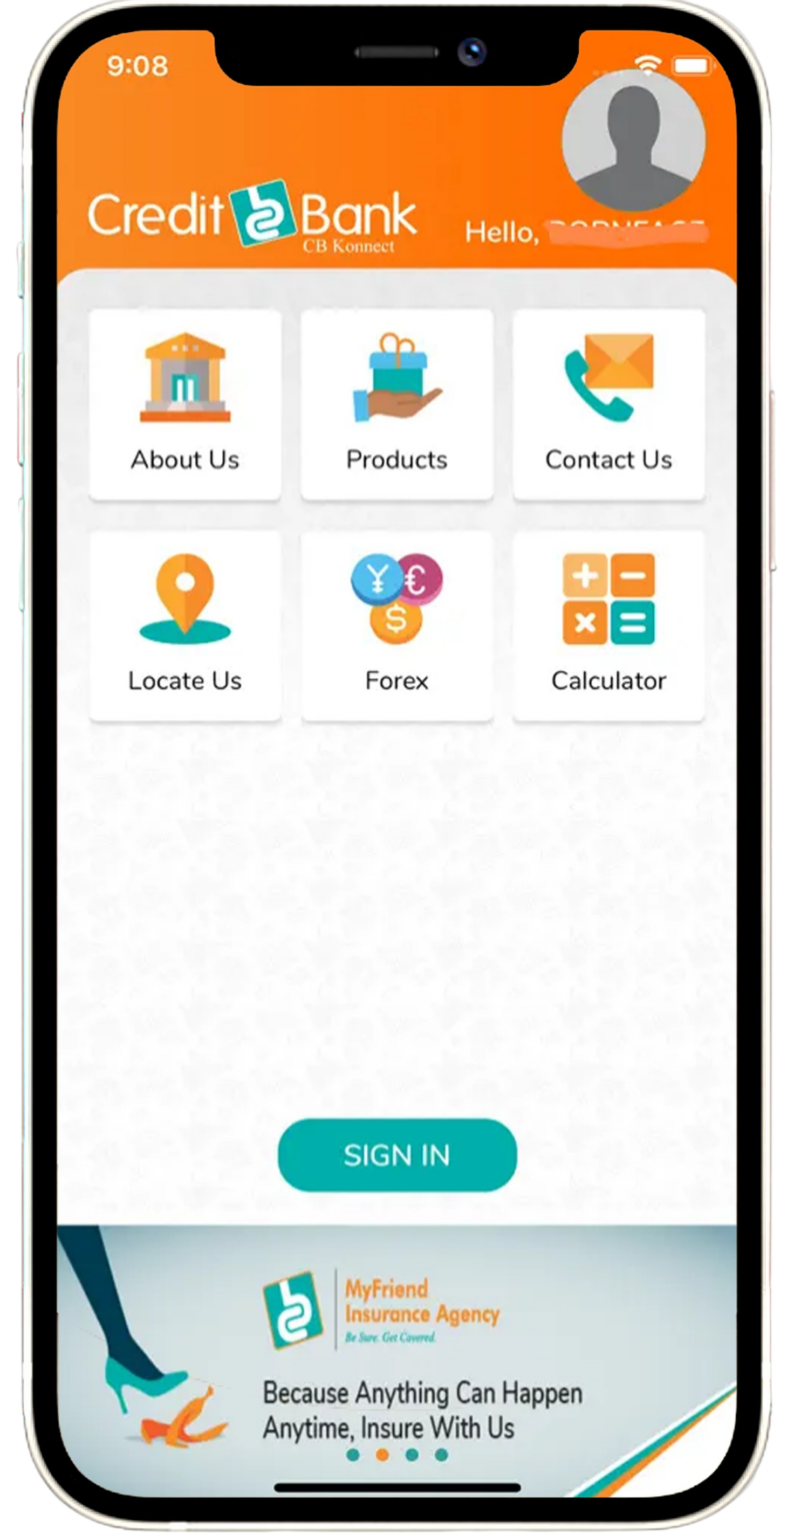 9:08
Credit Bank
CB Konnect
Hello,
About Us
Products
Contact Us
Locate Us
Forex
Calculator
SIGN IN
MyFriend
Insurance Agency
Be Sure. Get Covered.
Because Anything Can Happen
Anytime, Insure With Us